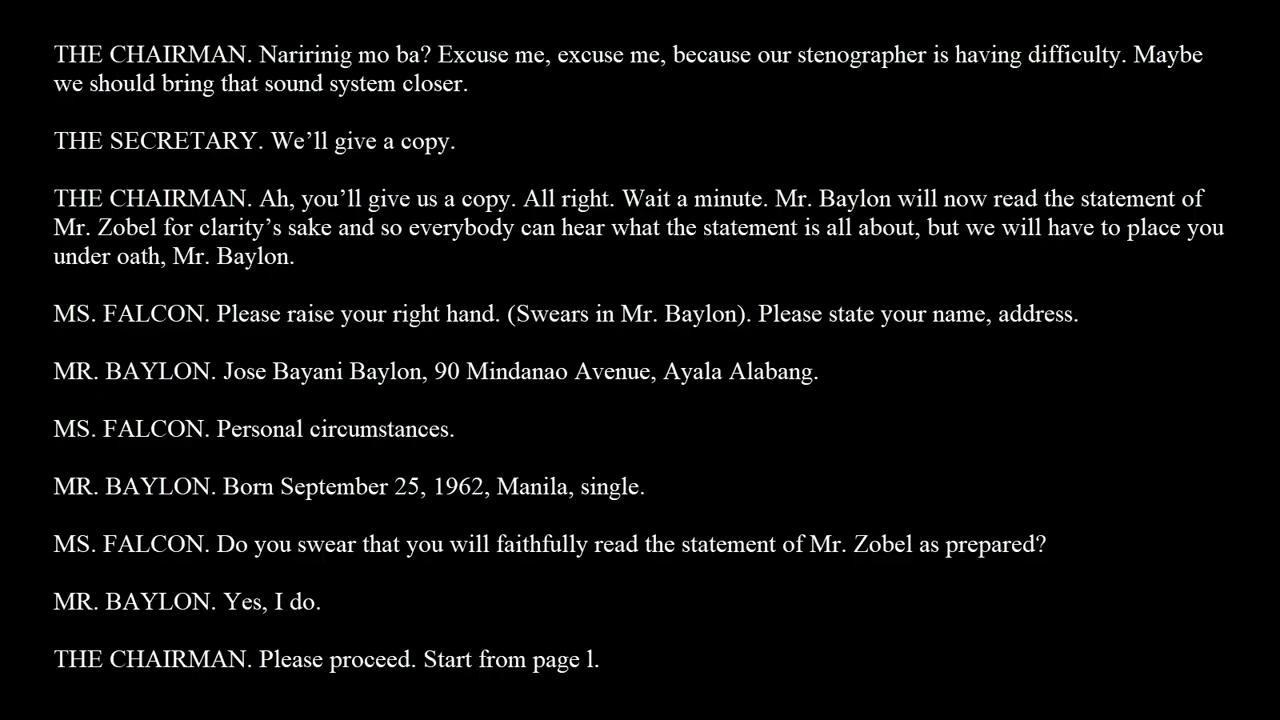 THE CHAIRMAN. Naririnig mo ba? Excuse me, excuse me, because our stenographer is having difficulty. Maybe
we should bring that sound system closer.
THE SECRETARY. We’ll give a copy.
THE CHAIRMAN. Ah, you’ll give us a copy. All right. Wait a minute. Mr. Baylon will now read the statement of
Mr. Zobel for clarity’s sake and so everybody can hear what the statement is all about, but we will have to place you
under oath, Mr. Baylon.
MS. FALCON. Please raise your right hand. (Swears in Mr. Baylon). Please state your name, address.
MR. BAYLON. Jose Bayani Baylon, 90 Mindanao Avenue, Ayala Alabang.
MS. FALCON. Personal circumstances.
MR. BAYLON. Born September 25, 1962, Manila, single.
MS. FALCON. Do you swear that you will faithfully read the statement of Mr. Zobel as prepared?
MR. BAYLON. Yes, I do.
THE CHAIRMAN. Please proceed. Start from page l.